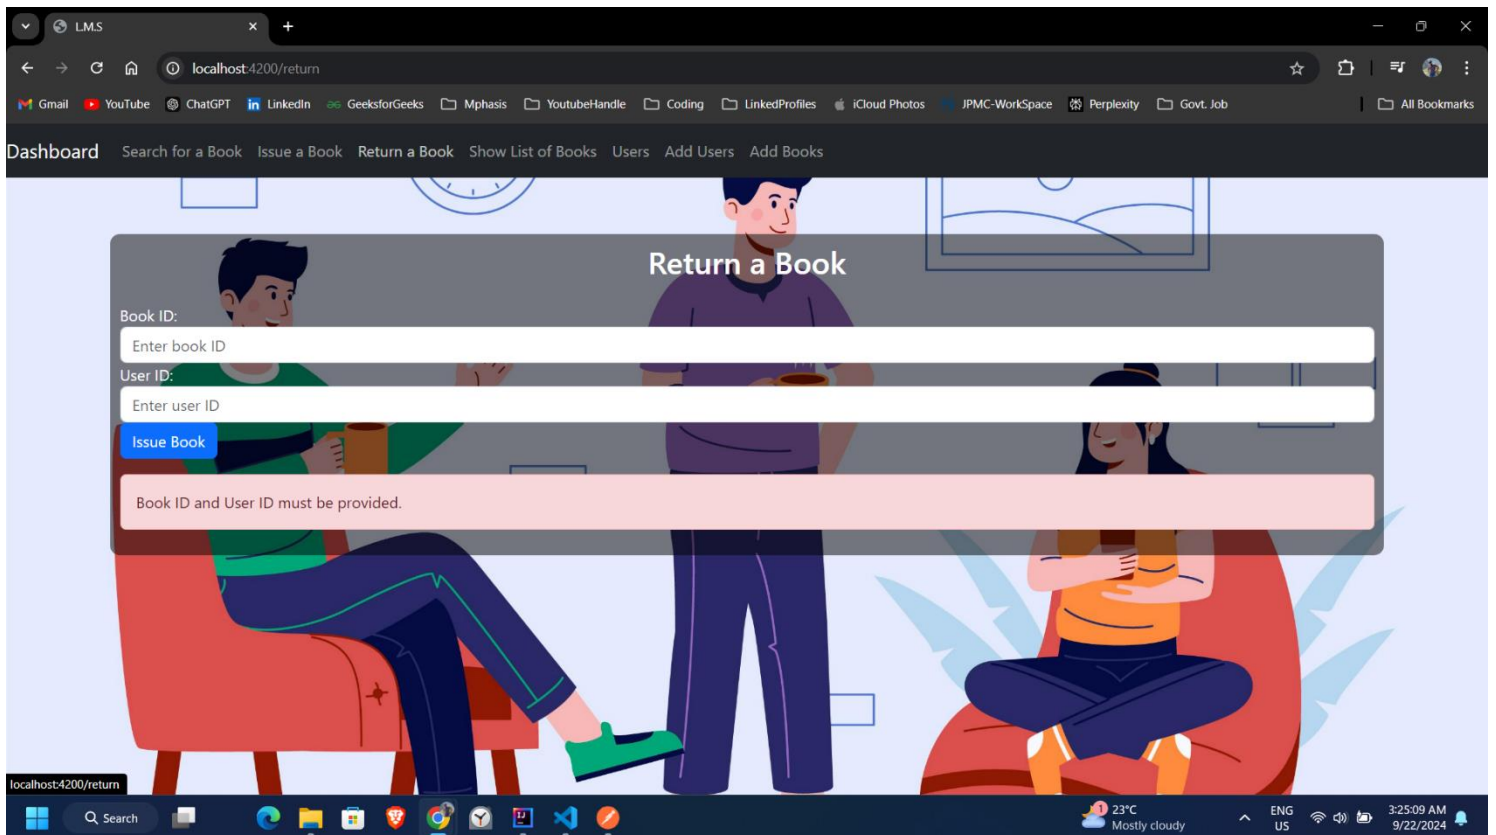 L.M.S
localhost:4200/return
Gmail YouTube ChatGPT LinkedIn GeeksforGeeks Mphasis YoutubeHandle Coding LinkedProfiles iCloud Photos JPMC-WorkSpace Perplexity Govt. Job All Bookmarks
Dashboard Search for a Book Issue a Book Return a Book Show List of Books Users Add Users Add Books
Return a Book
Book ID:
Enter book ID
User ID:
Enter user ID
Issue Book
Book ID and User ID must be provided.
localhost:4200/return
Search
1
23°C
Mostly cloudy
ENG
US
3:25:09 AM
9/22/2024